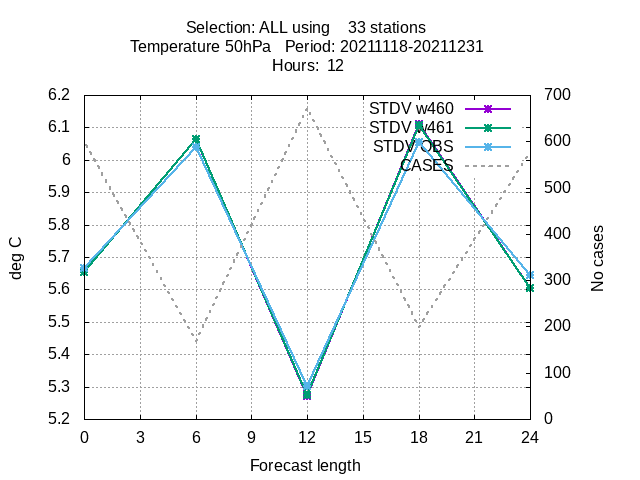 Selection: ALL using    33 stations
Temperature 50hPa   Period: 20211118-20211231
Hours:  12
6.2
6.1
6
5.9
5.8
5.7
5.6
5.5
5.4
5.3
5.2
deg C
STDV w460
STDV w461
STDV OBS
CASES
700
600
500
400
300
200
100
0
No cases
0 3 6 9 12 15 18 21 24
Forecast length